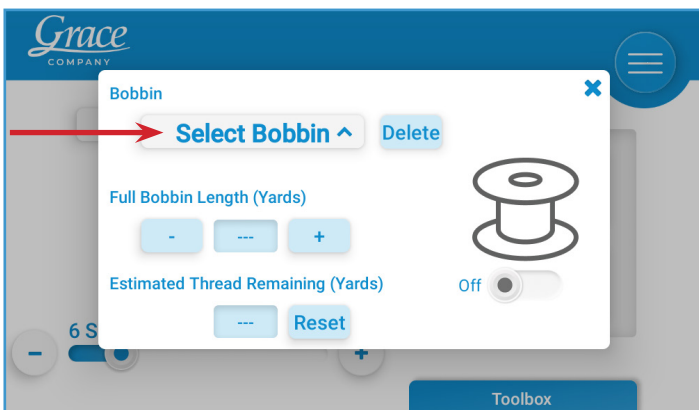 Grace
COMPANY
Bobbin
Select Bobbin
Delete
Full Bobbin Length (Yards)
- --- +
Estimated Thread Remaining (Yards)
Off
--- Reset
6 S
- +
Toolbox